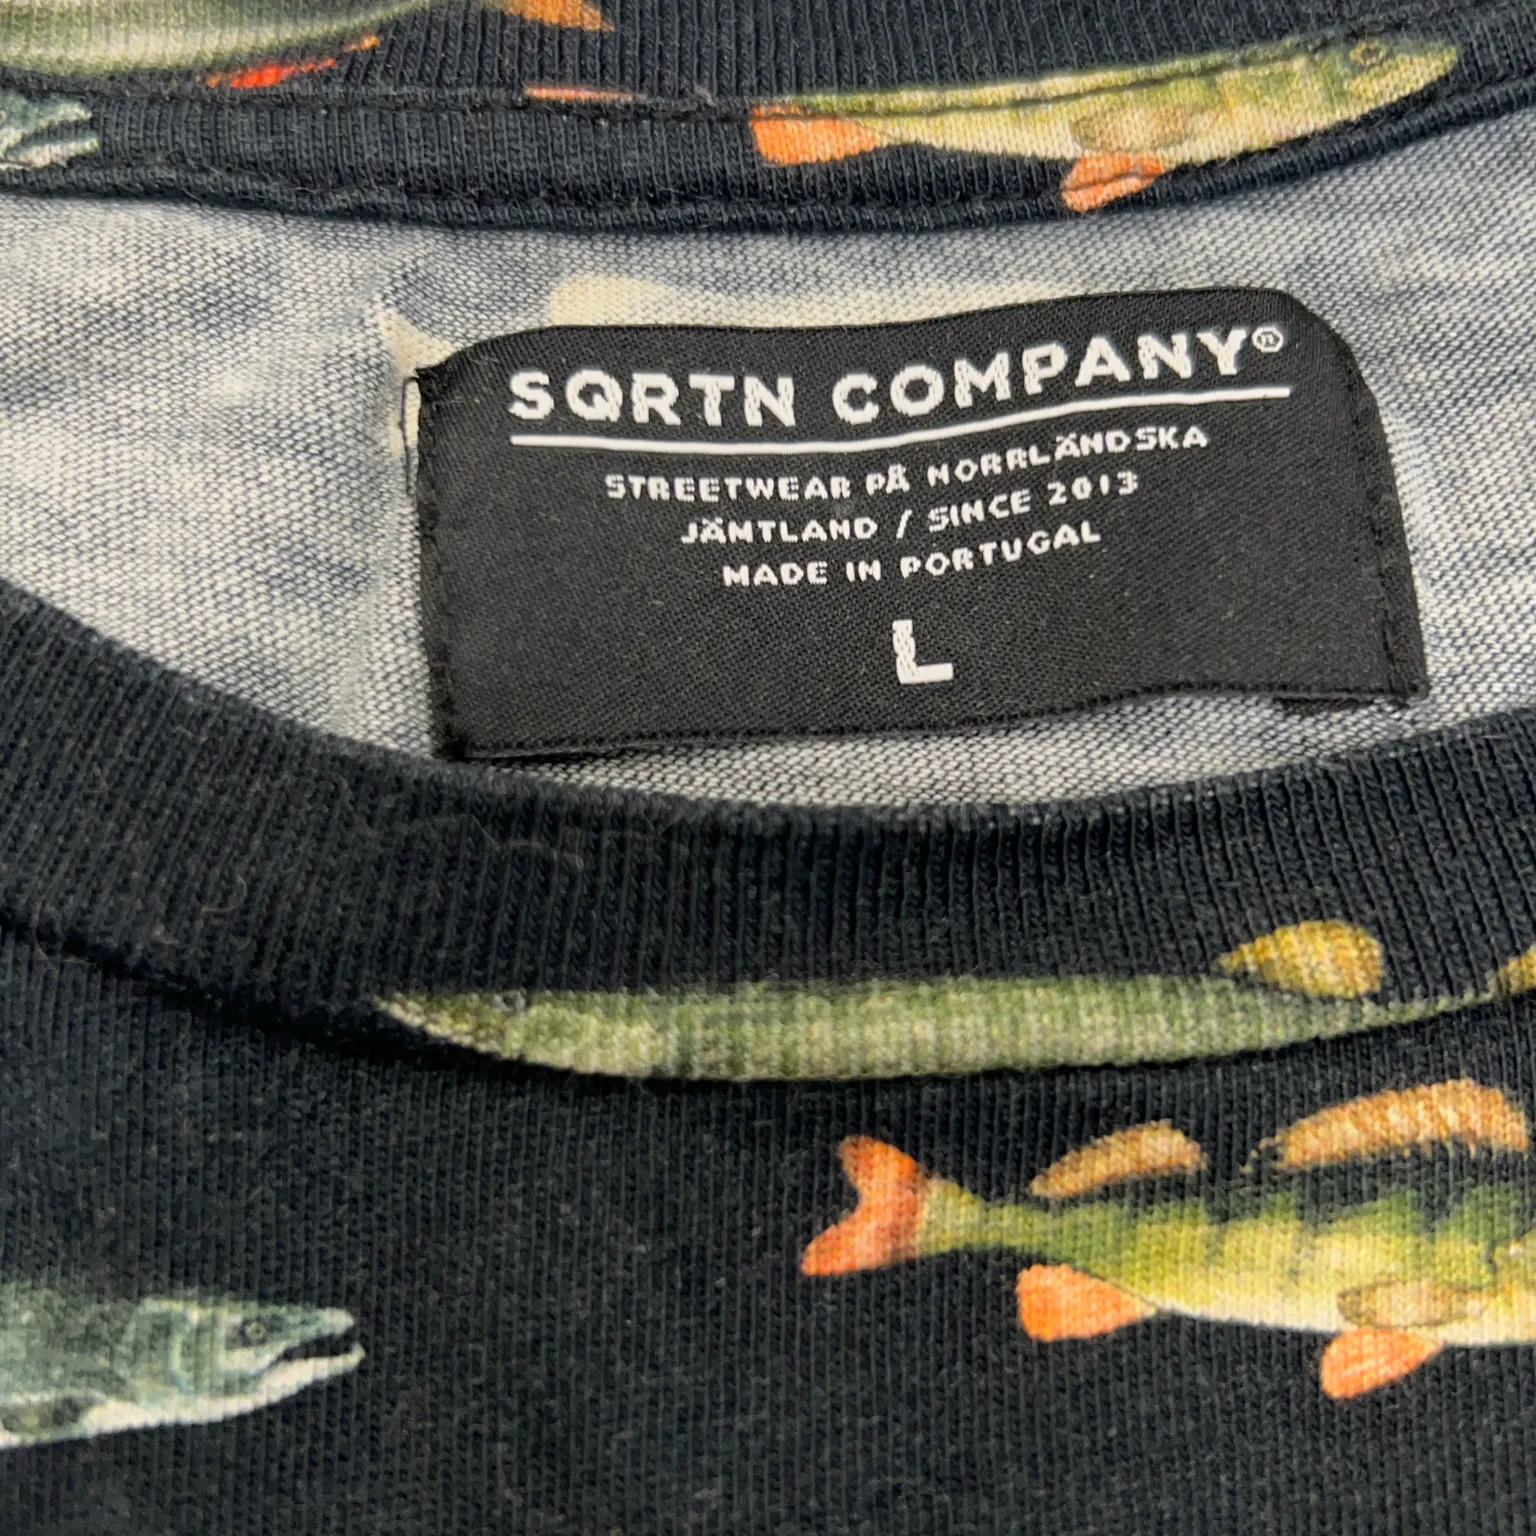 SQRTN COMPANY®
STREETWEAR PÅ NORRLÄNDSKA
JÄMTLAND / SINCE 2013
MADE IN PORTUGAL
L